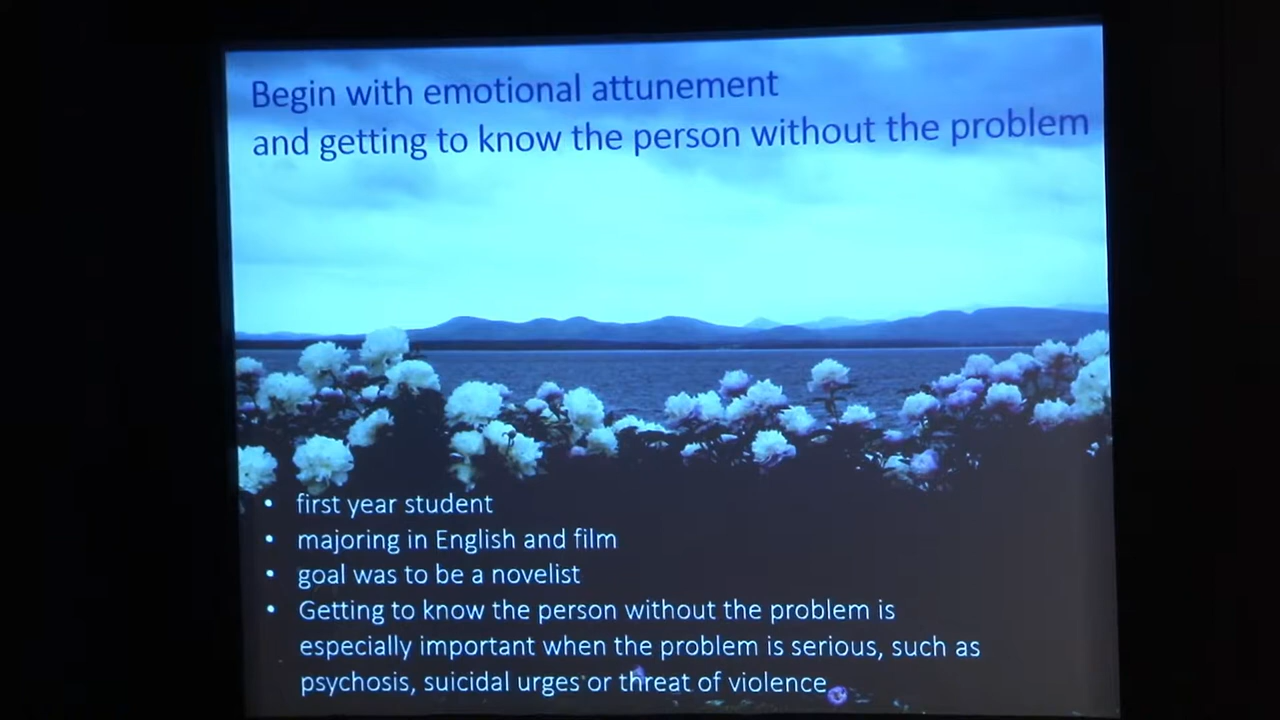 Begin with emotional attunement
and getting to know the person without the problem
• first year student
• majoring in English and film
• goal was to be a novelist
• Getting to know the person without the problem is
especially important when the problem is serious, such as
psychosis, suicidal urges or threat of violence